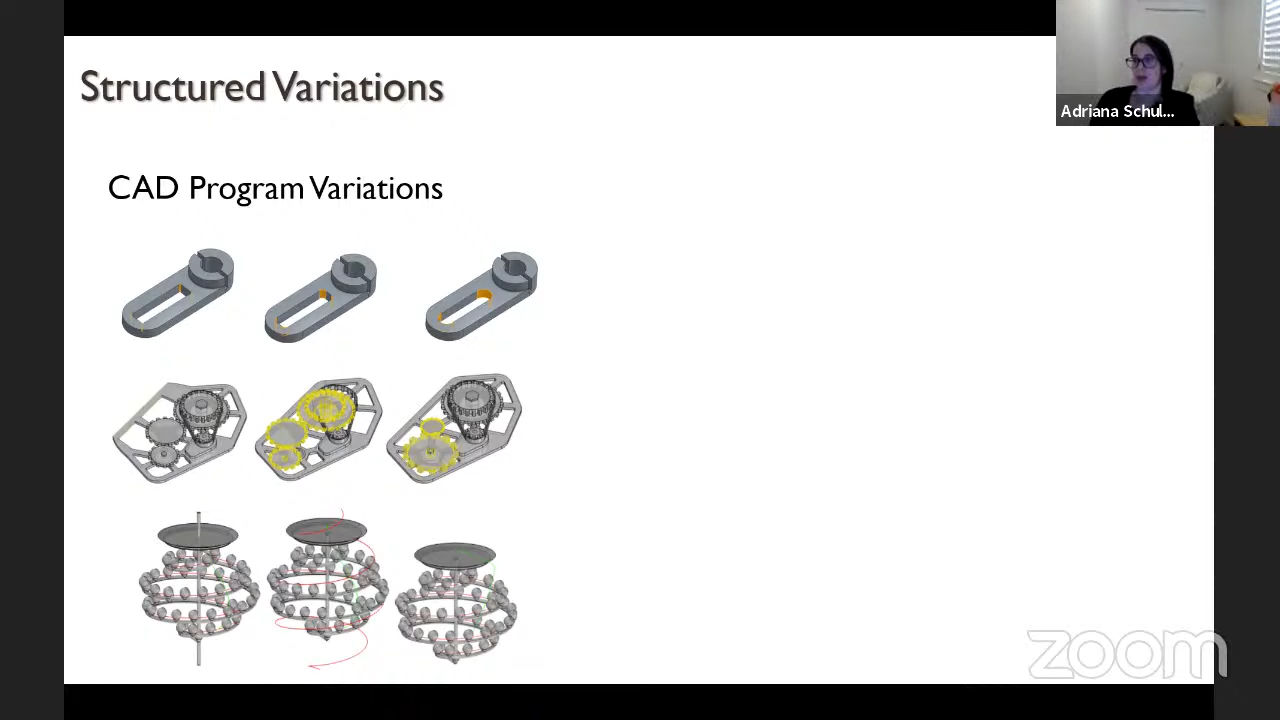 Structured Variations
Adriana Schul...
CAD Program Variations
zoom